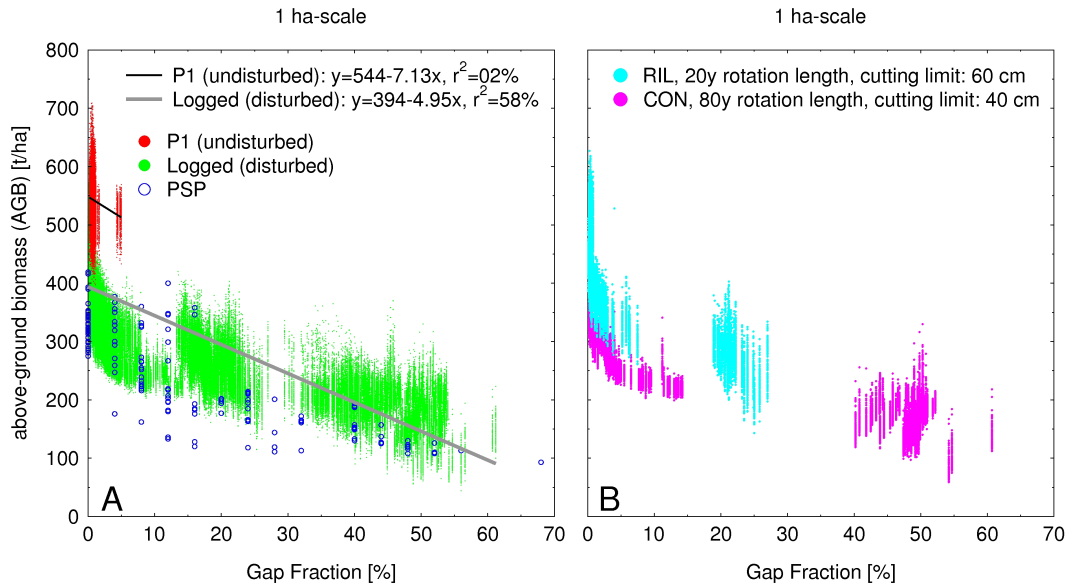 1 ha-scale
above-ground biomass (AGB) [t/ha]
800
700
600
500
400
300
200
100
0
P1 (undisturbed): y=544-7.13x, r²=02%
Logged (disturbed): y=394-4.95x, r²=58%
P1 (undisturbed)
Logged (disturbed)
PSP
A
0 10 20 30 40 50 60 70
Gap Fraction [%]
1 ha-scale
RIL, 20y rotation length, cutting limit: 60 cm
CON, 80y rotation length, cutting limit: 40 cm
B
0 10 20 30 40 50 60 70
Gap Fraction [%]